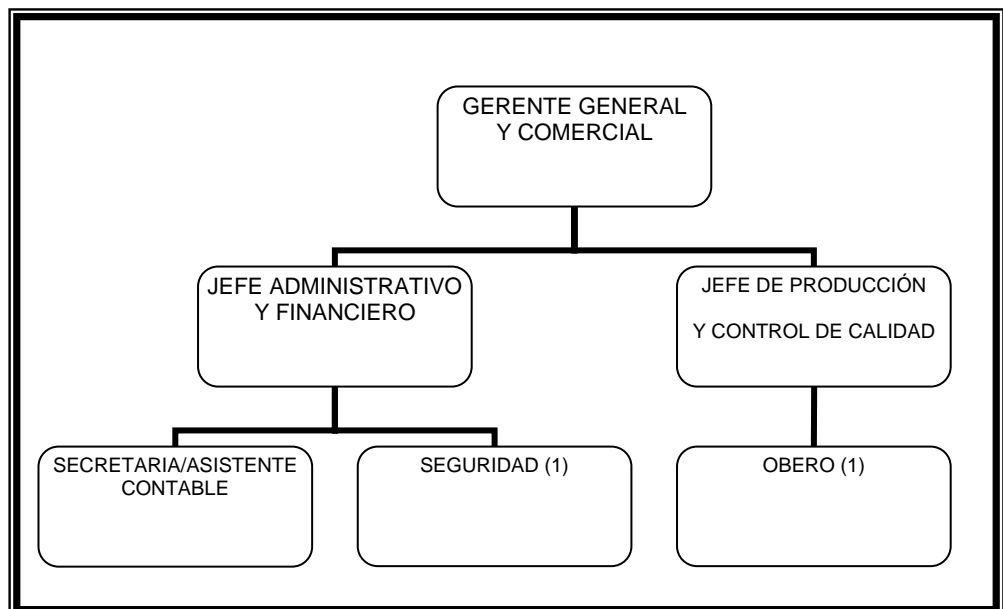 GERENTE GENERAL
Y COMERCIAL
JEFE ADMINISTRATIVO
Y FINANCIERO
JEFE DE PRODUCCIÓN
Y CONTROL DE CALIDAD
SECRETARIA/ASISTENTE
CONTABLE
SEGURIDAD (1)
OBERO (1)